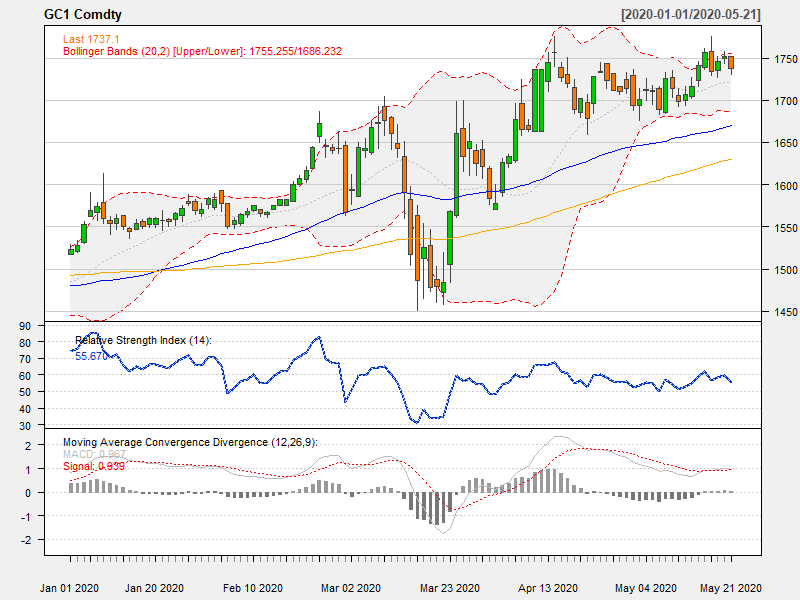 GC1 Comdty [2020-01-01/2020-05-21]
Last 1737.1
Bollinger Bands (20,2) [Upper/Lower]: 1755.255/1686.232
1750
1700
1650
1600
1550
1500
1450
90
80
70
60
50
40
30
Relative Strength Index (14):
55.670
2
1
0
-1
-2
Moving Average Convergence Divergence (12,26,9):
MACD: 0.967
Signal: 0.939
Jan 01 2020 Jan 20 2020 Feb 10 2020 Mar 02 2020 Mar 23 2020 Apr 13 2020 May 04 2020 May 21 2020